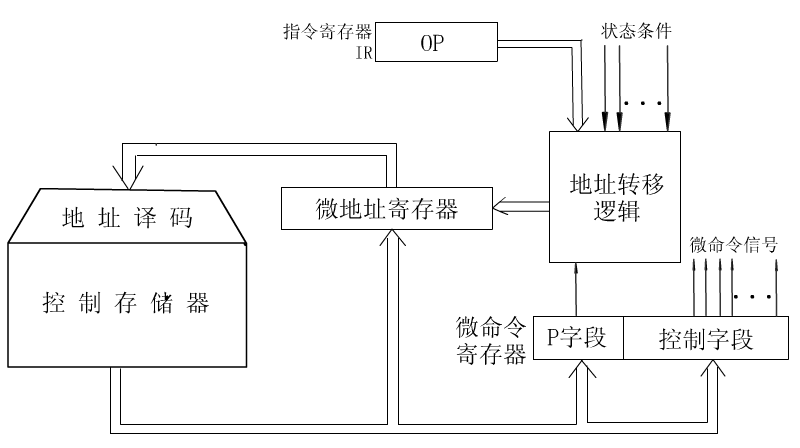 指令寄存器
IR
OP
状态条件
地址转移
逻辑
地 址 译 码
微地址寄存器
控 制 存 储 器
微命令信号
微命令
寄存器
P字段
控制字段